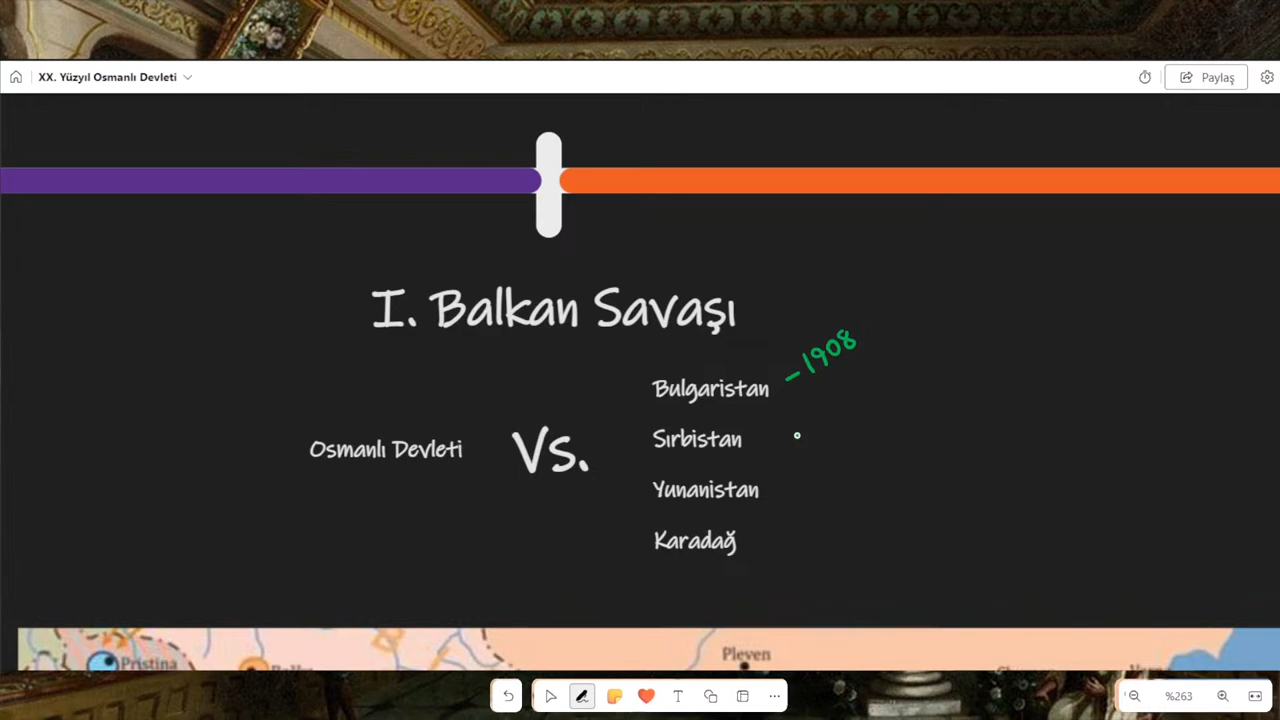 XX. Yüzyıl Osmanlı Devleti
Paylaş
I. Balkan Savaşı
- 1908
Bulgaristan
Sırbistan
Osmanlı Devleti
Vs.
Yunanistan
Karadağ
Pristina
Pleven
%263